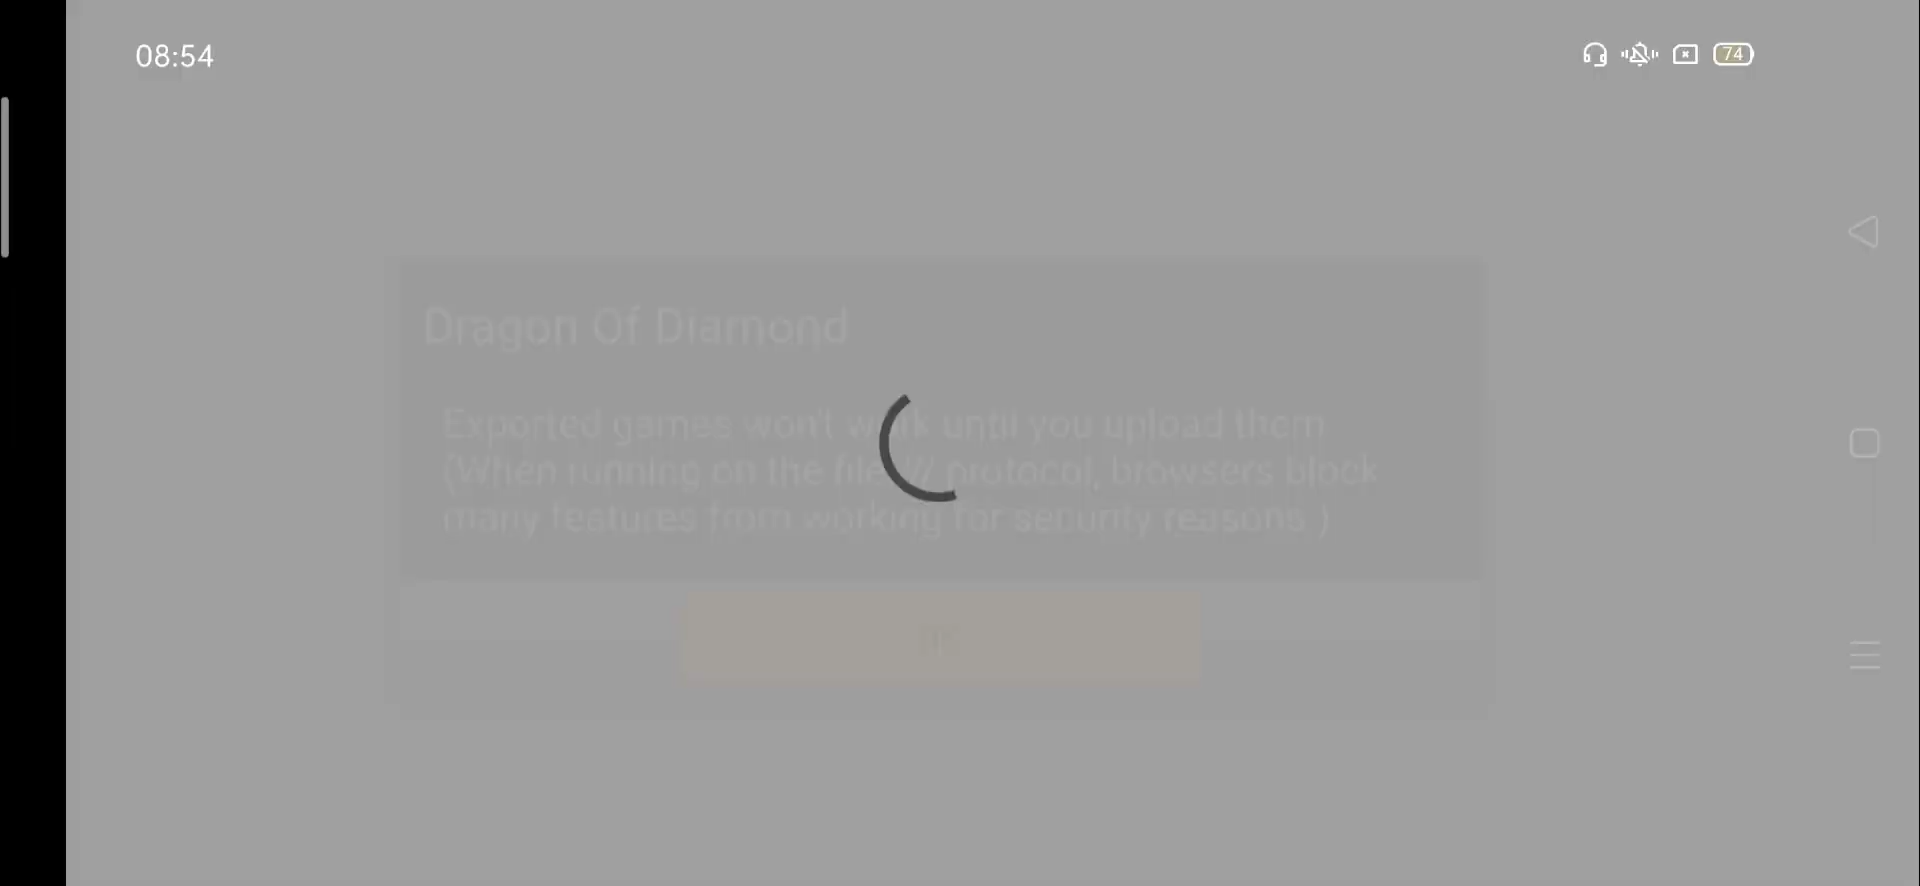 08:54
74
Dragon Of Diamond
Exported games won't work until you upload them
(When running on the file:// protocol, browsers block
many features from working for security reasons.)